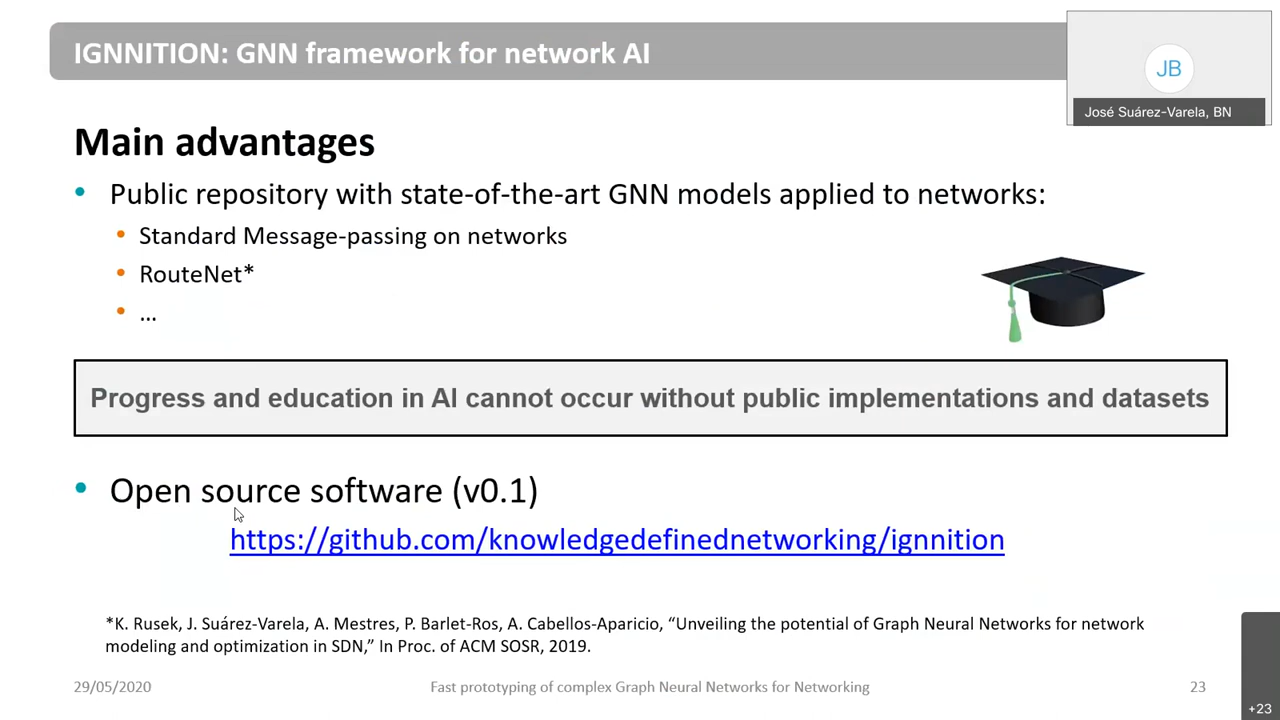 IGNNITION: GNN framework for network AI
JB
José Suárez-Varela, BN
Main advantages
• Public repository with state-of-the-art GNN models applied to networks:
• Standard Message-passing on networks
• RouteNet*
• …
Progress and education in AI cannot occur without public implementations and datasets
• Open source software (v0.1)
https://github.com/knowledgedefinednetworking/ignnition
*K. Rusek, J. Suárez-Varela, A. Mestres, P. Barlet-Ros, A. Cabellos-Aparicio, “Unveiling the potential of Graph Neural Networks for network
modeling and optimization in SDN,” In Proc. of ACM SOSR, 2019.
29/05/2020
Fast prototyping of complex Graph Neural Networks for Networking
23
+23